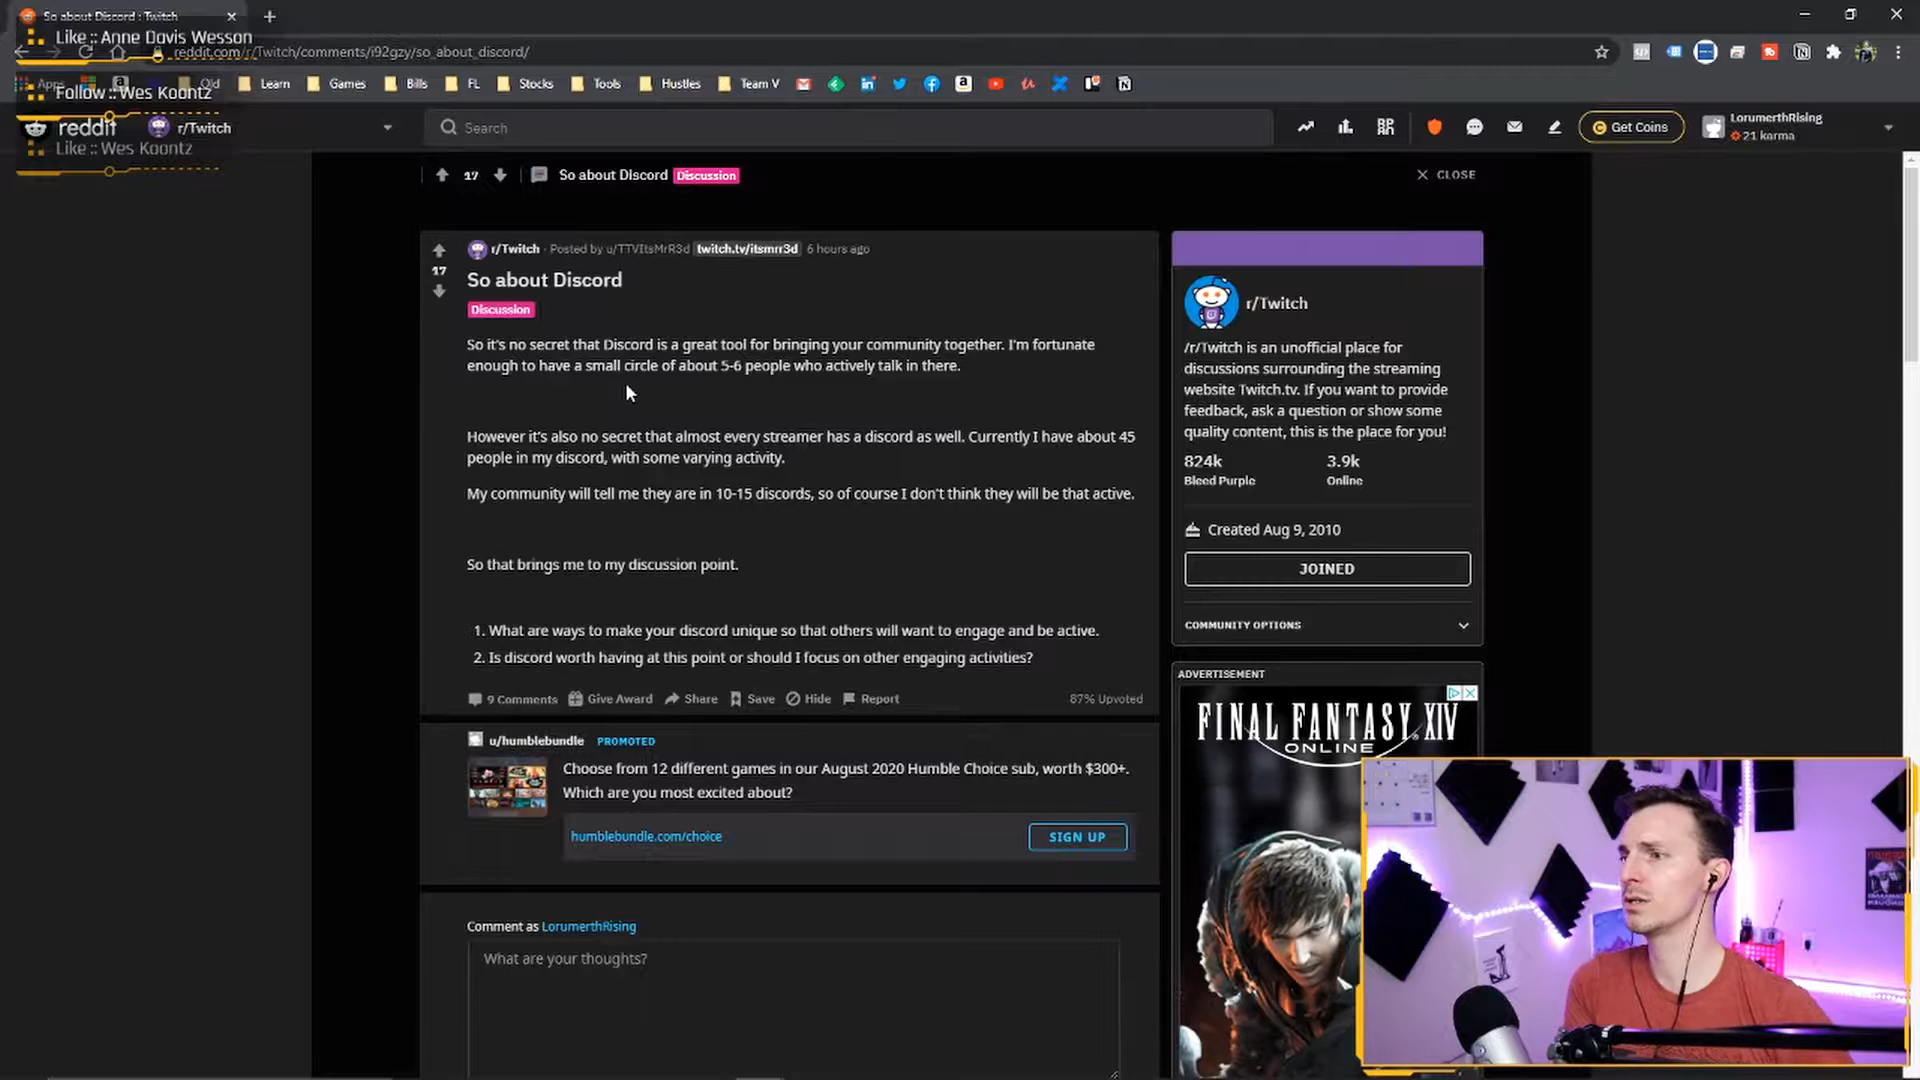 So about Discord : Twitch
Like :: Anne Davis Wesson
reddit.com/r/Twitch/comments/i92gzy/so_about_discord/
Apps
Old
Learn
Games
Bills
FL
Stocks
Tools
Hustles
Team V
Follow :: Wes Koontz
reddit
r/Twitch
Search
Get Coins
LorumerthRising
21 karma
Like :: Wes Koontz
17
So about Discord
Discussion
CLOSE
r/Twitch · Posted by u/TTVItsMrR3d twitch.tv/itsmrr3d 6 hours ago
17
So about Discord
Discussion
So it's no secret that Discord is a great tool for bringing your community together. I'm fortunate
enough to have a small circle of about 5-6 people who actively talk in there.
However it's also no secret that almost every streamer has a discord as well. Currently I have about 45
people in my discord, with some varying activity.
My community will tell me they are in 10-15 discords, so of course I don't think they will be that active.
So that brings me to my discussion point.
1. What are ways to make your discord unique so that others will want to engage and be active.
2. Is discord worth having at this point or should I focus on other engaging activities?
9 Comments
Give Award
Share
Save
Hide
Report
87% Upvoted
u/humblebundle PROMOTED
Choose from 12 different games in our August 2020 Humble Choice sub, worth $300+.
Which are you most excited about?
humblebundle.com/choice
SIGN UP
Comment as LorumerthRising
What are your thoughts?
r/Twitch
/r/Twitch is an unofficial place for
discussions surrounding the streaming
website Twitch.tv. If you want to provide
feedback, ask a question or show some
quality content, this is the place for you!
824k
Bleed Purple
3.9k
Online
Created Aug 9, 2010
JOINED
COMMUNITY OPTIONS
ADVERTISEMENT
FINAL FANTASY XIV
ONLINE